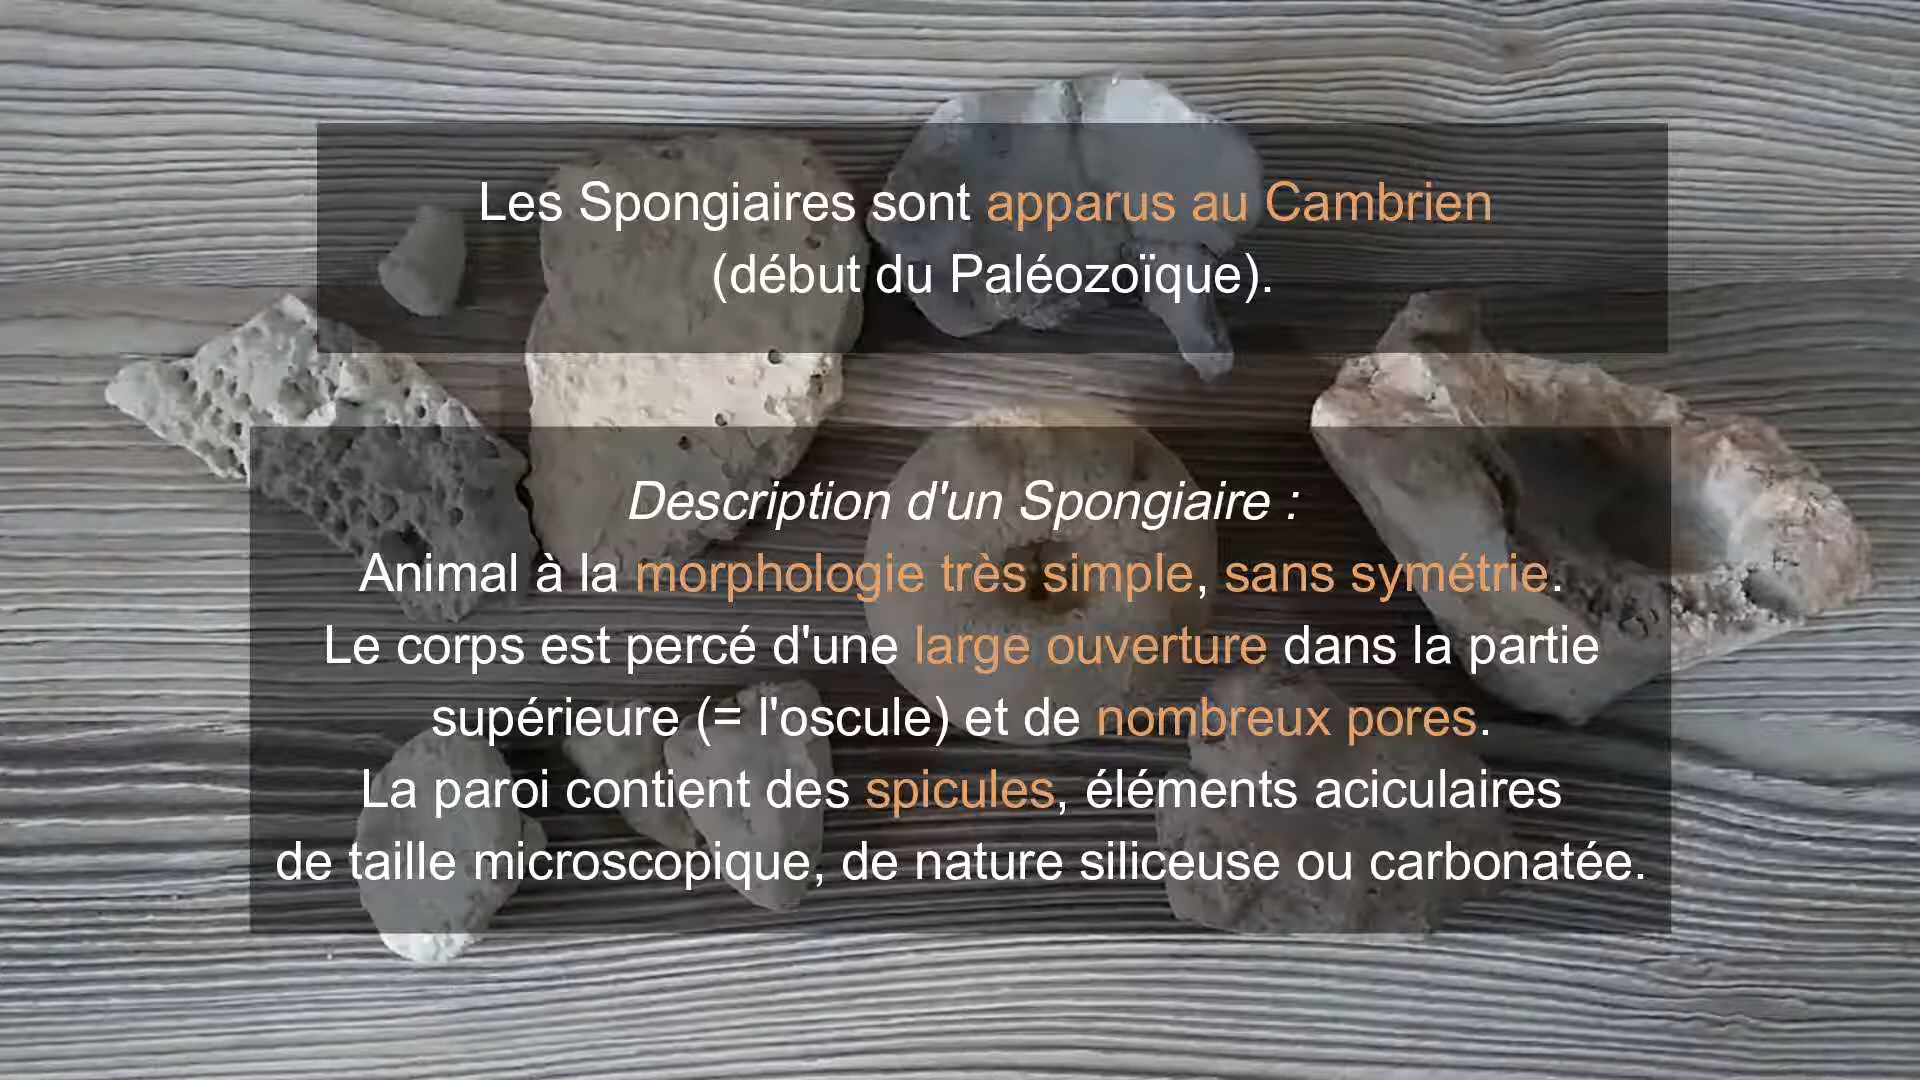 Les Spongiaires sont apparus au Cambrien
(début du Paléozoïque).
Description d'un Spongiaire :
Animal à la morphologie très simple, sans symétrie.
Le corps est percé d'une large ouverture dans la partie
supérieure (= l'oscule) et de nombreux pores.
La paroi contient des spicules, éléments aciculaires
de taille microscopique, de nature siliceuse ou carbonatée.